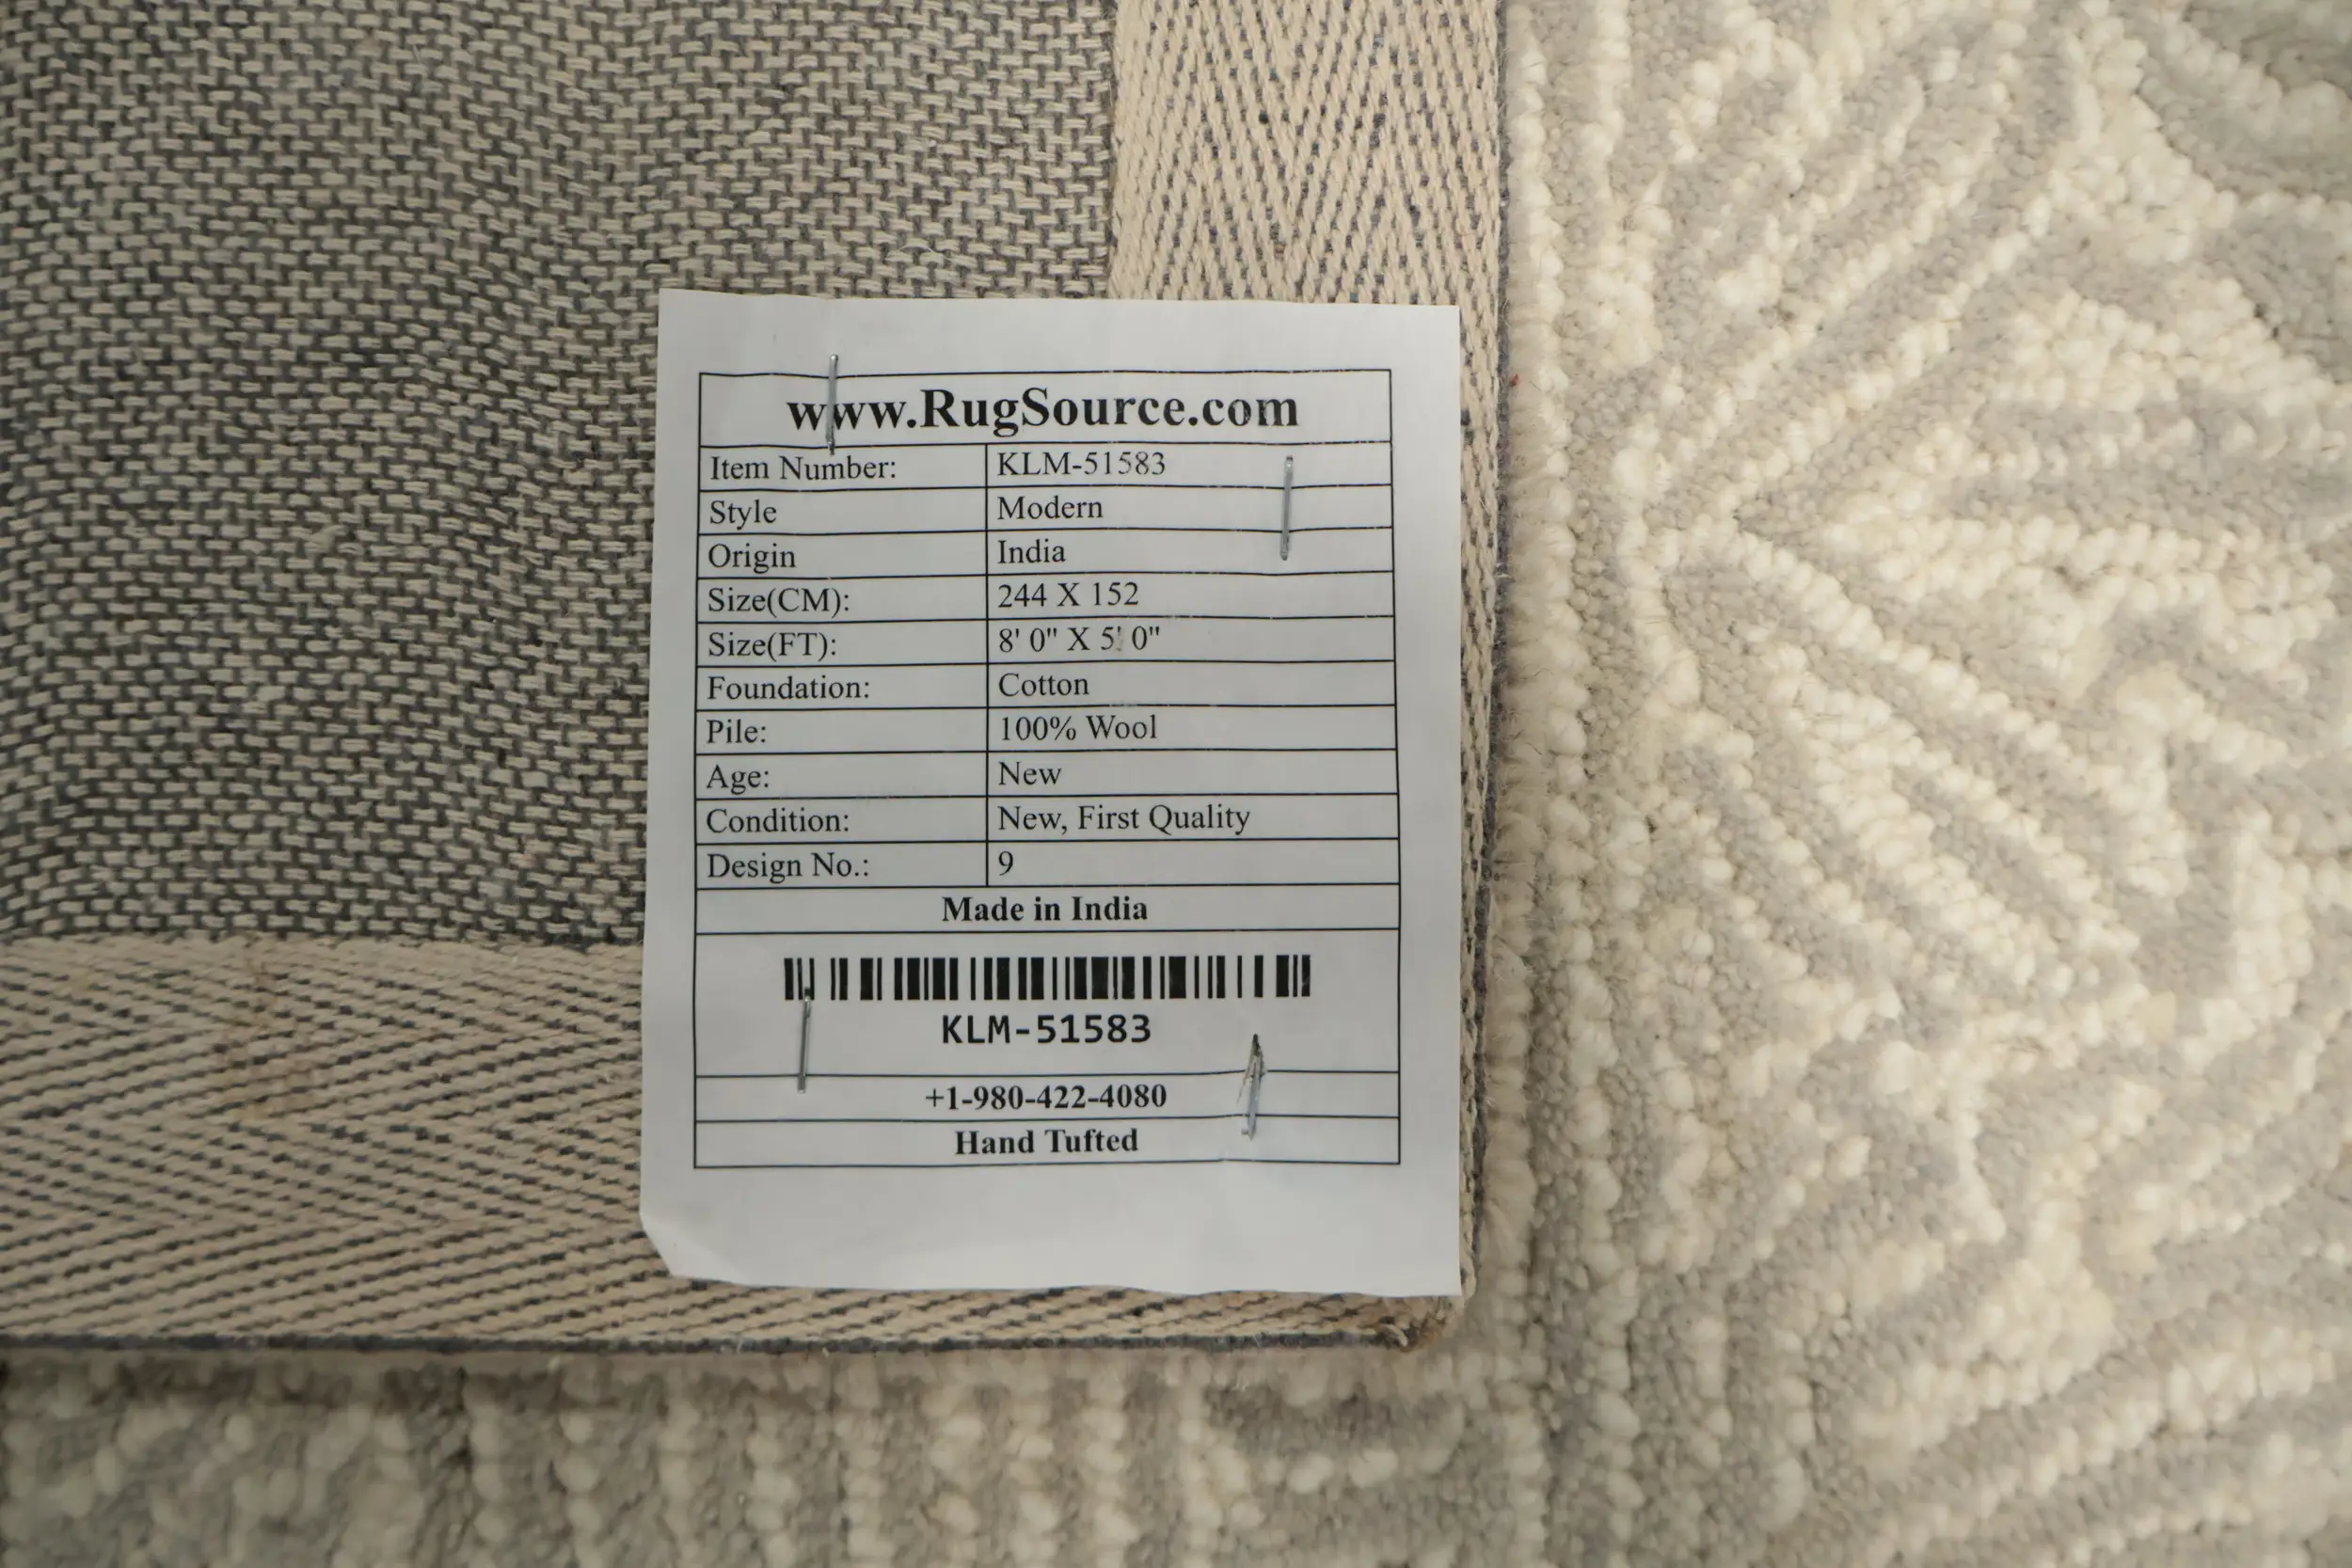 www.RugSource.com
Item Number: KLM-51583
Style Modern
Origin India
Size(CM): 244 X 152
Size(FT): 8' 0" X 5' 0"
Foundation: Cotton
Pile: 100% Wool
Age: New
Condition: New, First Quality
Design No.: 9
Made in India
KLM-51583
+1-980-422-4080
Hand Tufted